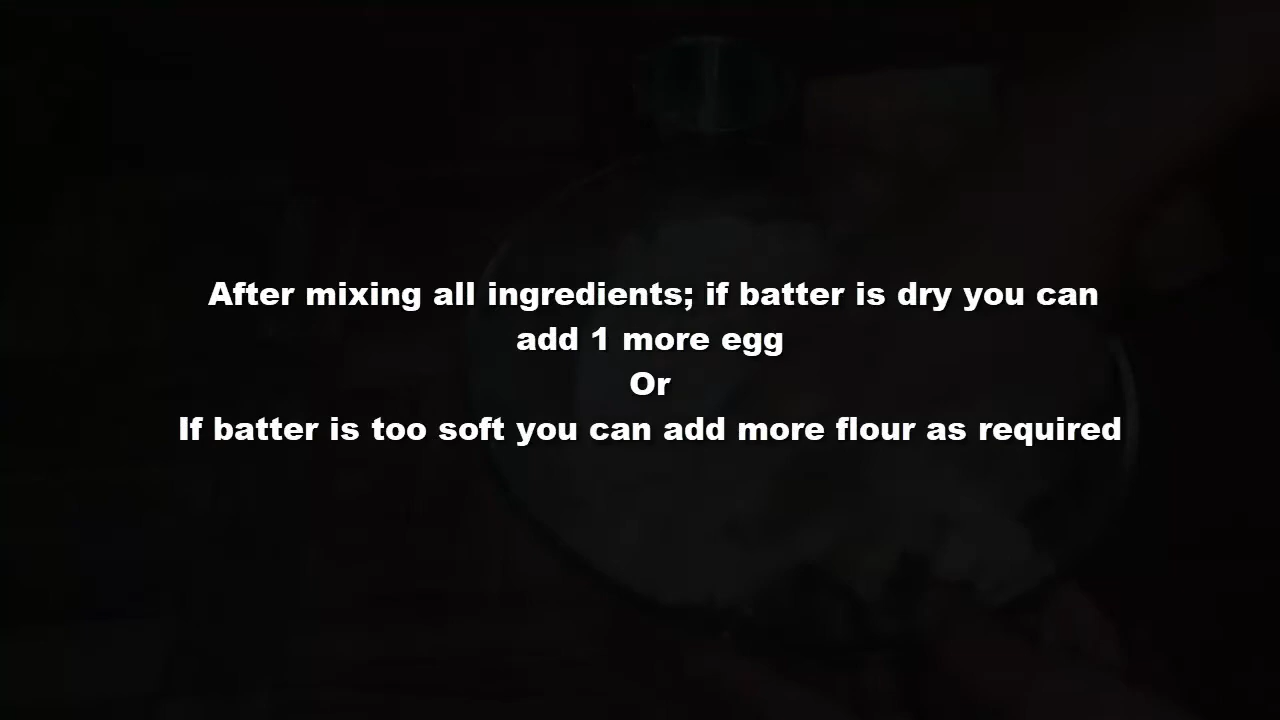 After mixing all ingredients; if batter is dry you can
add 1 more egg
Or
If batter is too soft you can add more flour as required